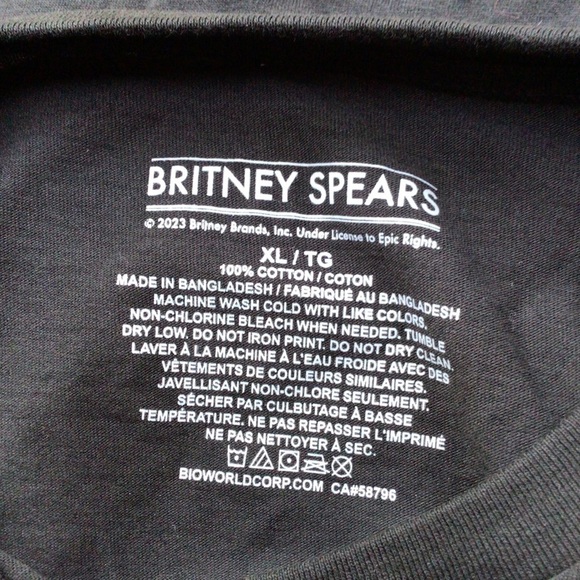 BRITNEY SPEARS
© 2023 Britney Brands, Inc. Under License to Epic Rights.
XL / TG
100% COTTON / COTON
MADE IN BANGLADESH / FABRIQUÉ AU BANGLADESH
MACHINE WASH COLD WITH LIKE COLORS.
NON-CHLORINE BLEACH WHEN NEEDED. TUMBLE
DRY LOW. DO NOT IRON PRINT. DO NOT DRY CLEAN.
LAVER À LA MACHINE À L'EAU FROIDE AVEC DES
VÊTEMENTS DE COULEURS SIMILAIRES.
JAVELLISANT NON-CHLORE SEULEMENT.
SÉCHER PAR CULBUTAGE À BASSE
TEMPÉRATURE. NE PAS REPASSER L'IMPRIMÉ
NE PAS NETTOYER À SEC.
BIOWORLDCORP.COM CA#58796